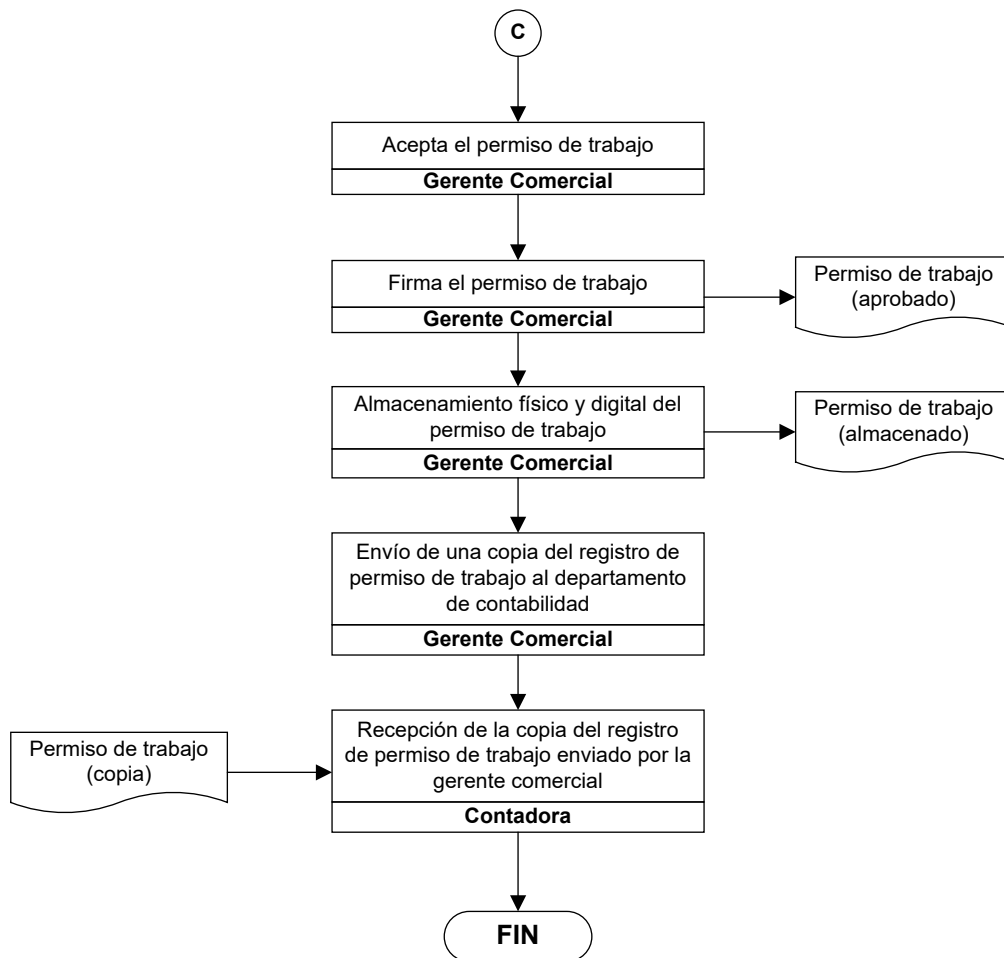 C
Acepta el permiso de trabajo
Gerente Comercial
Firma el permiso de trabajo
Gerente Comercial
Permiso de trabajo
(aprobado)
Almacenamiento físico y digital del
permiso de trabajo
Gerente Comercial
Permiso de trabajo
(almacenado)
Envío de una copia del registro de
permiso de trabajo al departamento
de contabilidad
Gerente Comercial
Permiso de trabajo
(copia)
Recepción de la copia del registro
de permiso de trabajo enviado por la
gerente comercial
Contadora
FIN